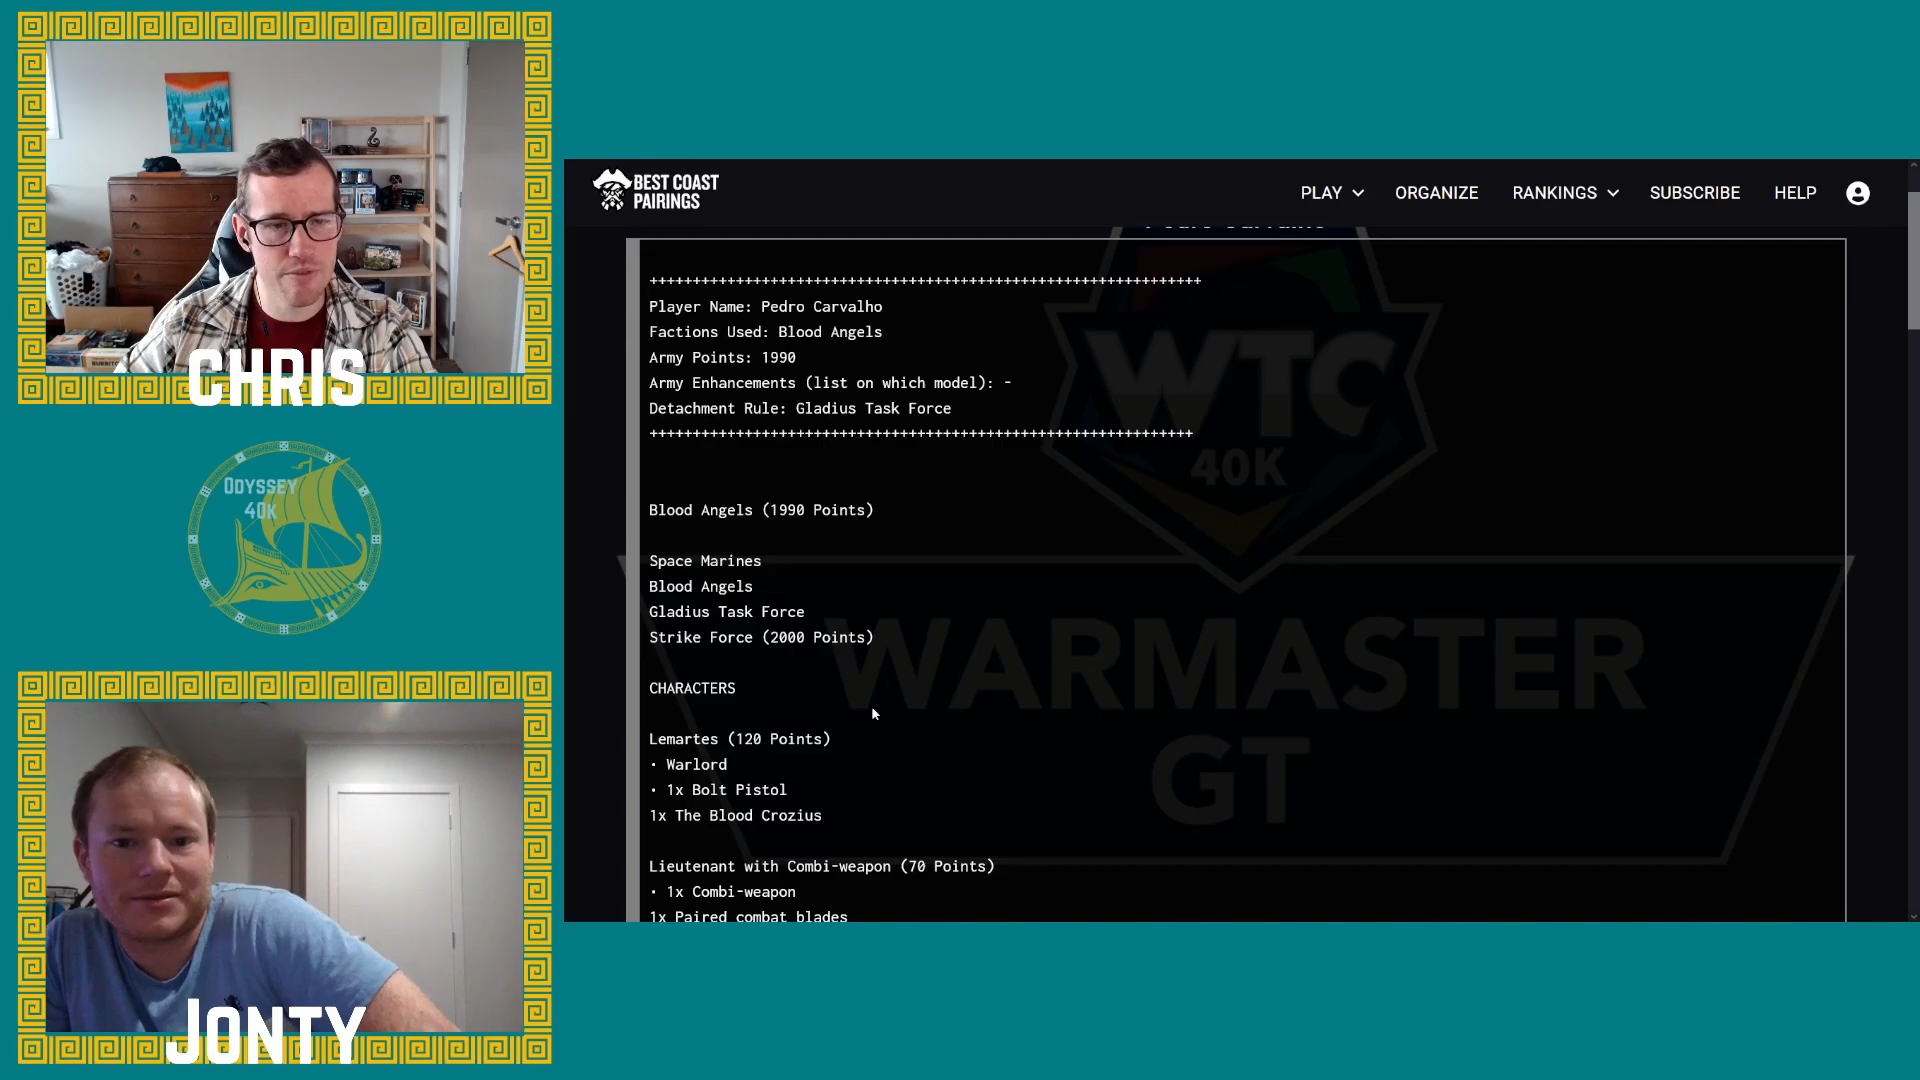 CHRIS
ODYSSEY
40K
JONTY
BEST COAST
PAIRINGS
PLAY
ORGANIZE
RANKINGS
SUBSCRIBE
HELP
++++++++++++++++++++++++++++++++++++++++++++++++++++++++++++++++
Player Name: Pedro Carvalho
Factions Used: Blood Angels
Army Points: 1990
Army Enhancements (list on which model): -
Detachment Rule: Gladius Task Force
+++++++++++++++++++++++++++++++++++++++++++++++++++++++++++++++
Blood Angels (1990 Points)
Space Marines
Blood Angels
Gladius Task Force
Strike Force (2000 Points)
CHARACTERS
Lemartes (120 Points)
• Warlord
• 1x Bolt Pistol
1x The Blood Crozius
Lieutenant with Combi-weapon (70 Points)
• 1x Combi-weapon
1x Paired combat blades
WTC
40K
WARMASTER
GT